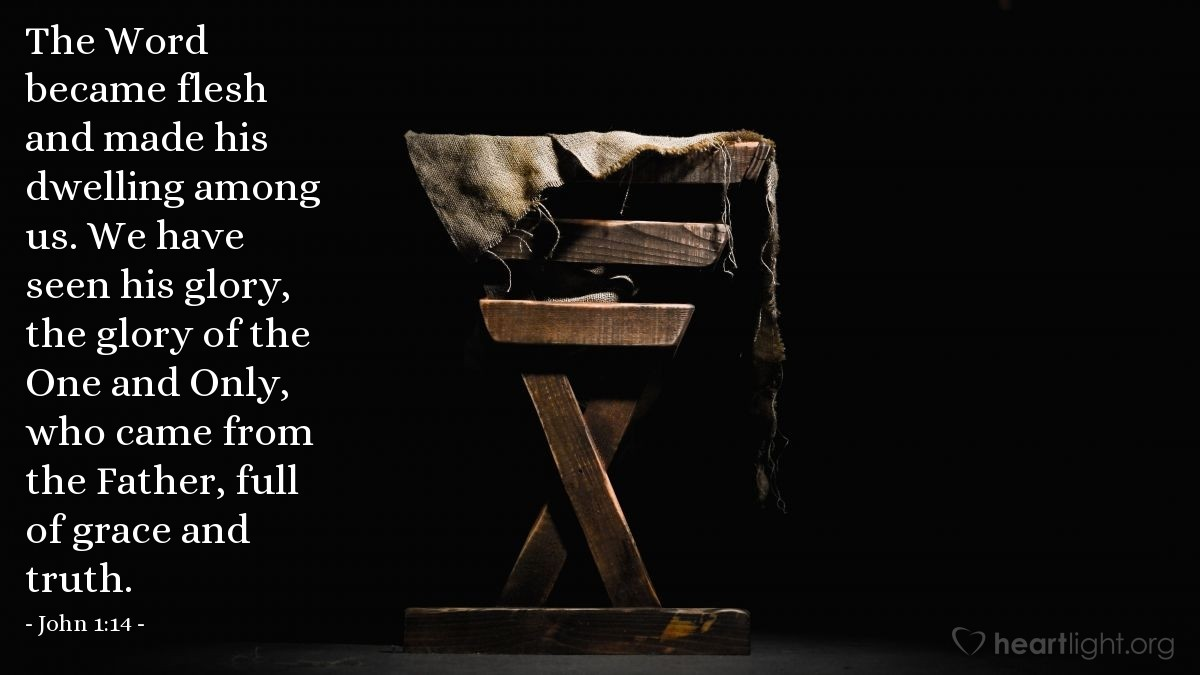 The Word
became flesh
and made his
dwelling among
us. We have
seen his glory,
the glory of the
One and Only,
who came from
the Father, full
of grace and
truth.
- John 1:14 -
heartlight.org